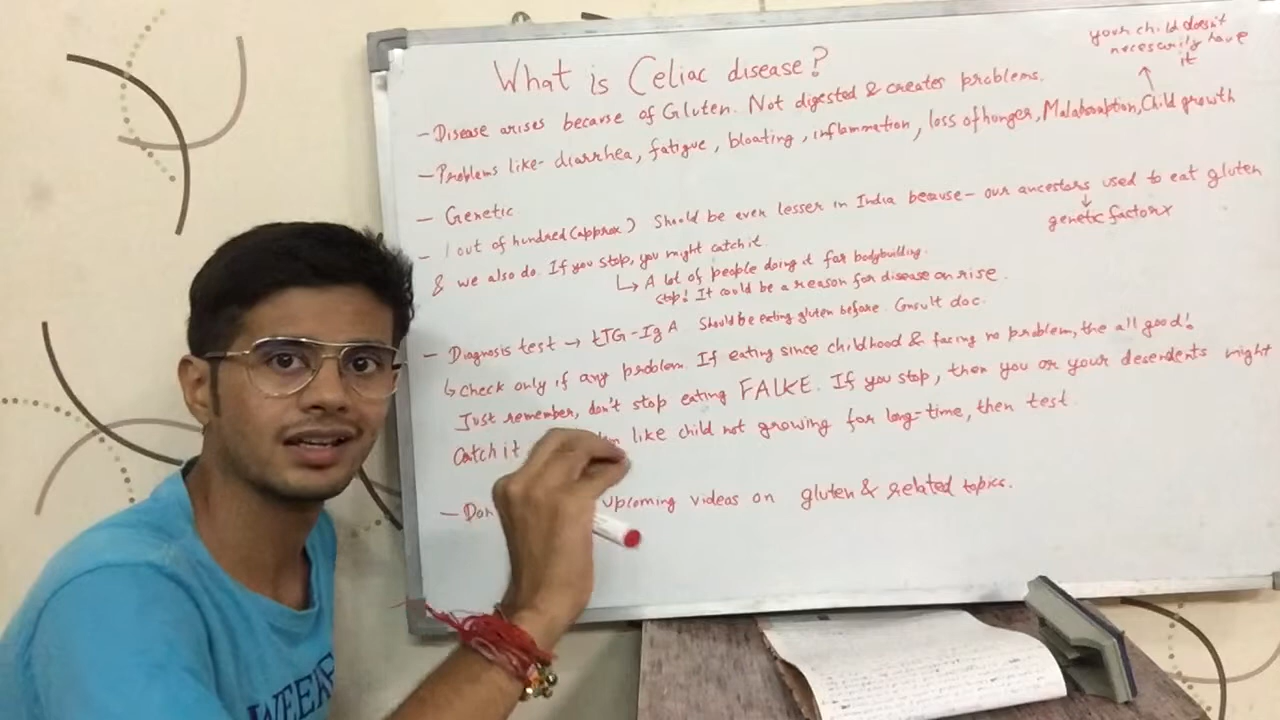 What is Celiac disease?
your child doesn't
necessarily have
it
- Disease arises because of Gluten. Not digested & creates problems.
- Problems like- diarrhea, fatigue, bloating, inflammation, loss of hunger, Malabsorption, Child growth
- Genetic
- 1 out of hundred (approx) Should be even lesser in India because- our ancestors used to eat gluten
genetic factor x
& we also do. If you stop, you might catch it.
A lot of people doing it for bodybuilding.
stop! It could be a reason for disease on rise.
- Diagnosis test → tTG-IgA Should be eating gluten before. Consult doc.
check only if any problem. If eating since childhood & facing no problem, the all good!
Just remember, don't stop eating FALKE. If you stop, then you or your decendents might
Catch it like child not growing for long-time, then test.
- Don upcoming videos on gluten & related topics.
WEEK